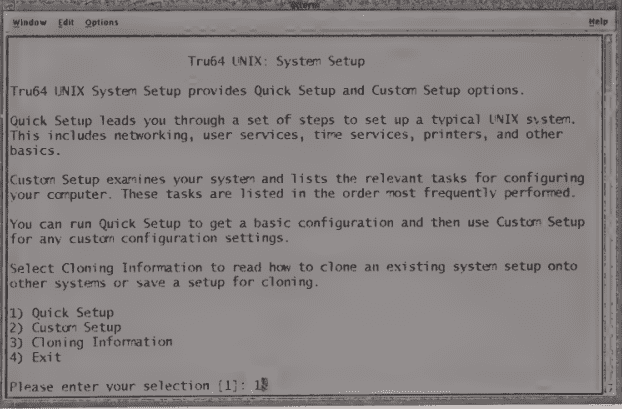 Window Edit Options Help
Tru64 UNIX: System Setup
Tru64 UNIX System Setup provides Quick Setup and Custom Setup options.
Quick Setup leads you through a set of steps to set up a typical UNIX system.
This includes networking, user services, time services, printers, and other
basics.
Custom Setup examines your system and lists the relevant tasks for configuring
your computer. These tasks are listed in the order most frequently performed.
You can run Quick Setup to get a basic configuration and then use Custom Setup
for any custom configuration settings.
Select Cloning Information to read how to clone an existing system setup onto
other systems or save a setup for cloning.
1) Quick Setup
2) Custom Setup
3) Cloning Information
4) Exit
Please enter your selection [1]: 1